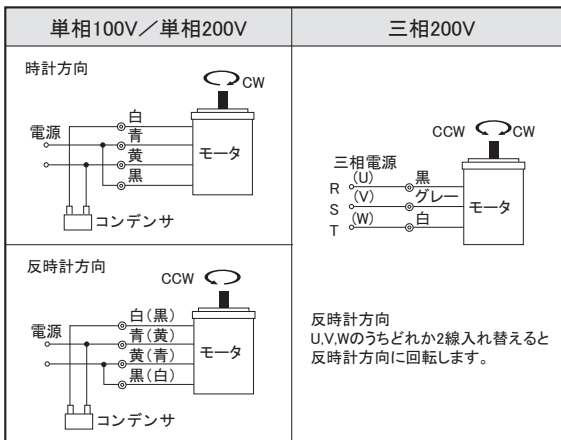 単相100V／単相200V
三相200V
時計方向
CW
白
電源
青
黄
モータ
黒
コンデンサ
反時計方向
CCW
白(黒)
電源
青(黄)
黄(青)
モータ
黒(白)
コンデンサ
CCW CW
三相電源
R (U) 黒
S (V) グレー
モータ
T (W) 白
反時計方向
U,V,Wのうちどれか2線入れ替えると
反時計方向に回転します。